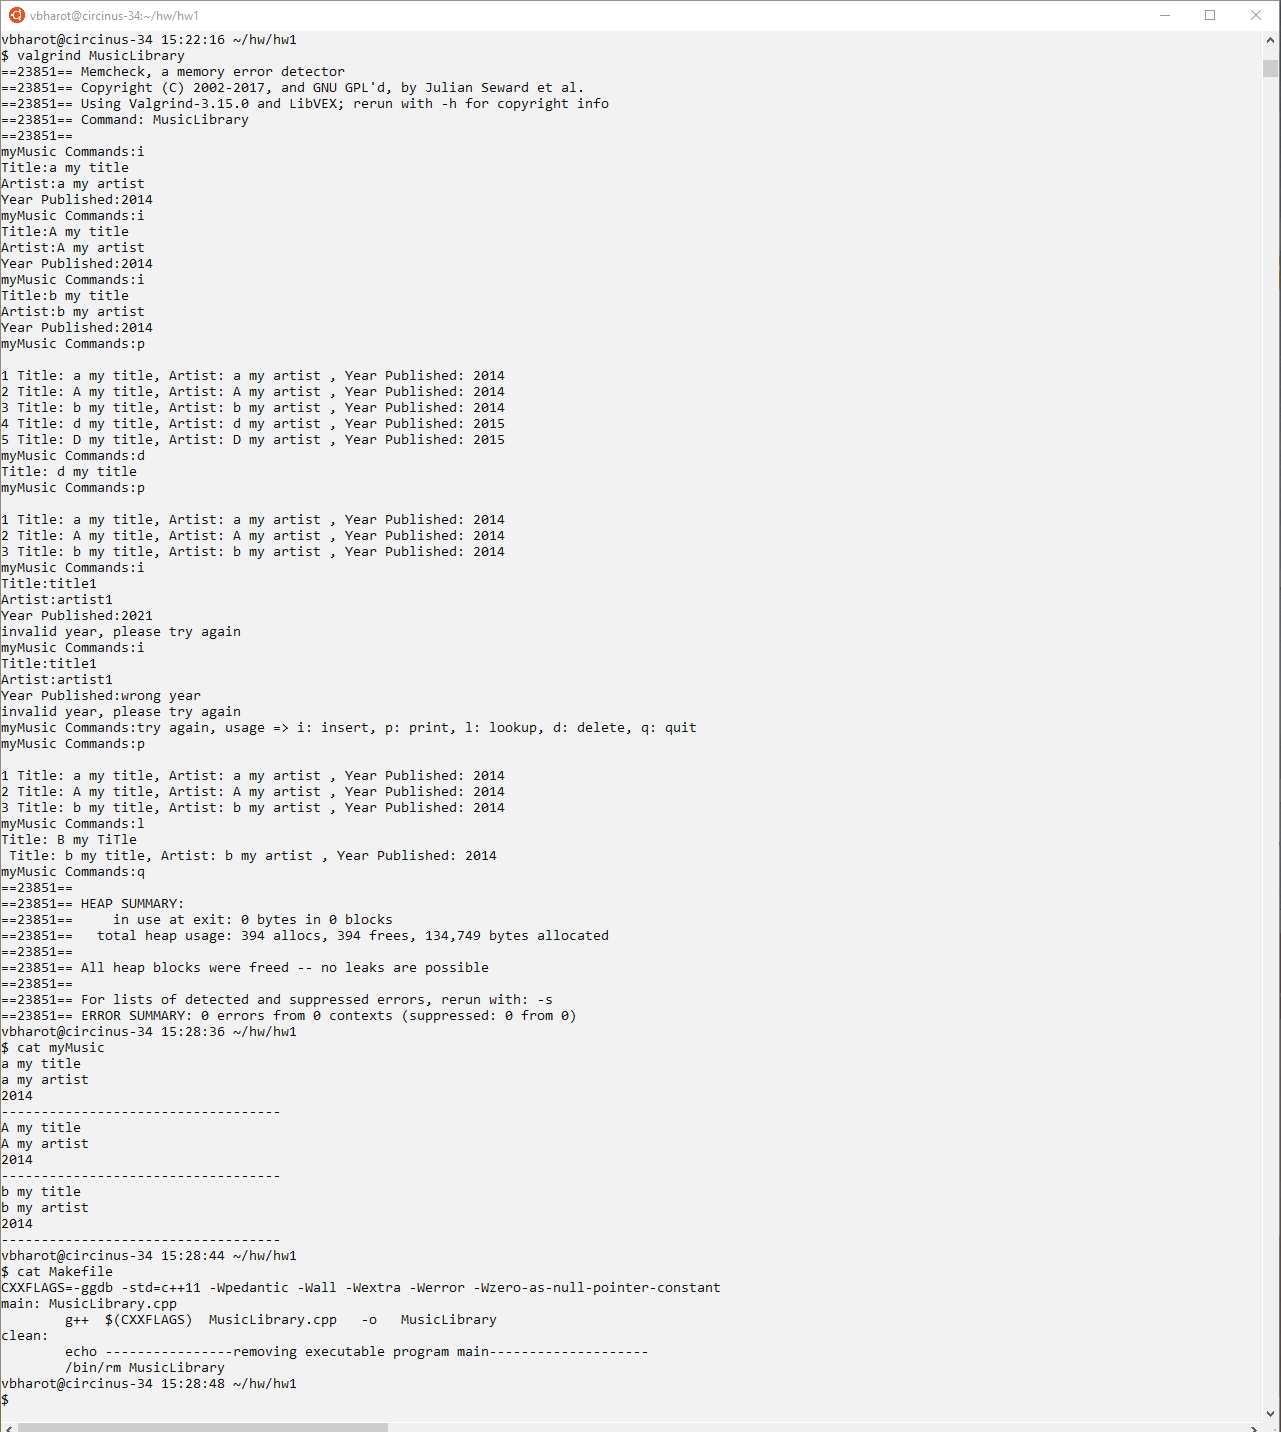 vbharot@circinus-34:~/hw/hw1
vbharot@circinus-34 15:22:16 ~/hw/hw1
$ valgrind MusicLibrary
==23851== Memcheck, a memory error detector
==23851== Copyright (C) 2002-2017, and GNU GPL'd, by Julian Seward et al.
==23851== Using Valgrind-3.15.0 and LibVEX; rerun with -h for copyright info
==23851== Command: MusicLibrary
==23851==
myMusic Commands:i
Title:a my title
Artist:a my artist
Year Published:2014
myMusic Commands:i
Title:A my title
Artist:A my artist
Year Published:2014
myMusic Commands:i
Title:b my title
Artist:b my artist
Year Published:2014
myMusic Commands:p

1 Title: a my title, Artist: a my artist , Year Published: 2014
2 Title: A my title, Artist: A my artist , Year Published: 2014
3 Title: b my title, Artist: b my artist , Year Published: 2014
4 Title: d my title, Artist: d my artist , Year Published: 2015
5 Title: D my title, Artist: D my artist , Year Published: 2015
myMusic Commands:d
Title: d my title
myMusic Commands:p

1 Title: a my title, Artist: a my artist , Year Published: 2014
2 Title: A my title, Artist: A my artist , Year Published: 2014
3 Title: b my title, Artist: b my artist , Year Published: 2014
myMusic Commands:i
Title:title1
Artist:artist1
Year Published:2021
invalid year, please try again
myMusic Commands:i
Title:title1
Artist:artist1
Year Published:wrong year
invalid year, please try again
myMusic Commands:try again, usage => i: insert, p: print, l: lookup, d: delete, q: quit
myMusic Commands:p

1 Title: a my title, Artist: a my artist , Year Published: 2014
2 Title: A my title, Artist: A my artist , Year Published: 2014
3 Title: b my title, Artist: b my artist , Year Published: 2014
myMusic Commands:l
Title: B my TiTle
 Title: b my title, Artist: b my artist , Year Published: 2014
myMusic Commands:q
==23851==
==23851== HEAP SUMMARY:
==23851==     in use at exit: 0 bytes in 0 blocks
==23851==   total heap usage: 394 allocs, 394 frees, 134,749 bytes allocated
==23851==
==23851== All heap blocks were freed -- no leaks are possible
==23851==
==23851== For lists of detected and suppressed errors, rerun with: -s
==23851== ERROR SUMMARY: 0 errors from 0 contexts (suppressed: 0 from 0)
vbharot@circinus-34 15:28:36 ~/hw/hw1
$ cat myMusic
a my title
a my artist
2014
-----------------------------------
A my title
A my artist
2014
-----------------------------------
b my title
b my artist
2014
-----------------------------------
vbharot@circinus-34 15:28:44 ~/hw/hw1
$ cat Makefile
CXXFLAGS=-ggdb -std=c++11 -Wpedantic -Wall -Wextra -Werror -Wzero-as-null-pointer-constant
main: MusicLibrary.cpp
        g++  $(CXXFLAGS)  MusicLibrary.cpp   -o   MusicLibrary
clean:
        echo ----------------removing executable program main--------------------
        /bin/rm MusicLibrary
vbharot@circinus-34 15:28:48 ~/hw/hw1
$